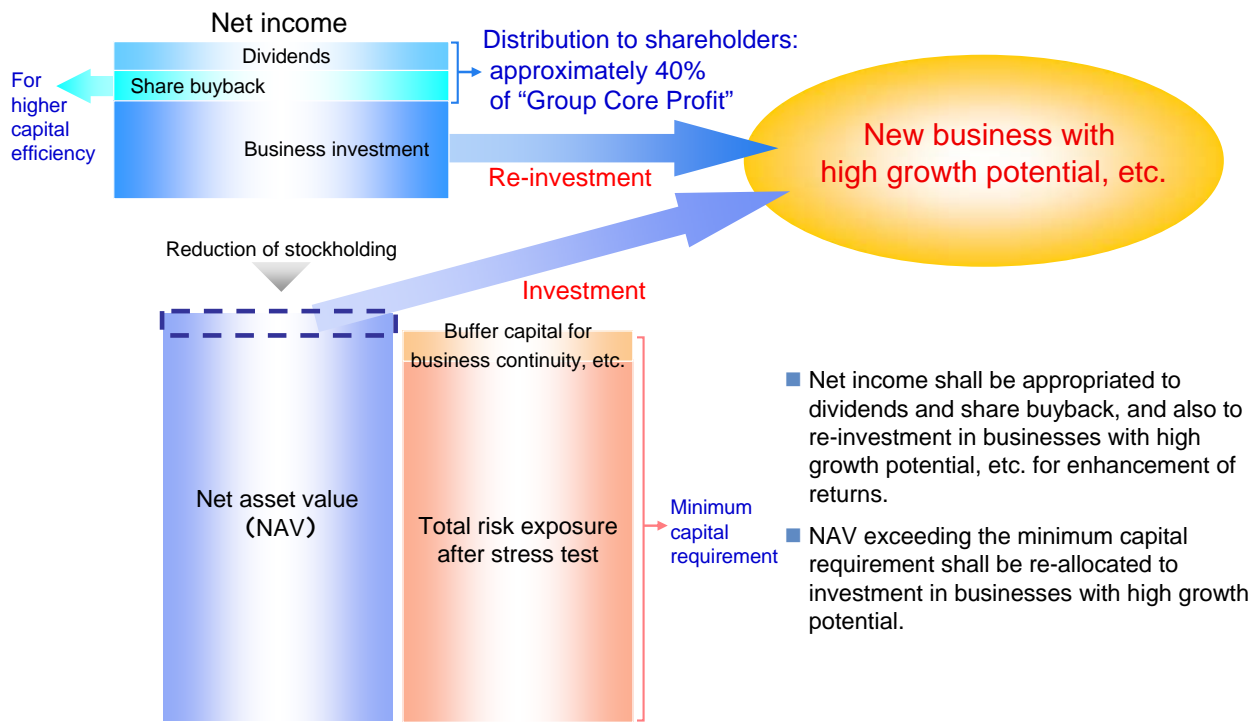 Net income
Dividends
Share buyback
Business investment
For
higher
capital
efficiency
Distribution to shareholders:
approximately 40%
of “Group Core Profit”
Re-investment
New business with
high growth potential, etc.
Reduction of stockholding
Investment
Buffer capital for
business continuity, etc.
Net asset value
（NAV）
Total risk exposure
after stress test
Minimum
capital
requirement
■ Net income shall be appropriated to
dividends and share buyback, and also to
re-investment in businesses with high
growth potential, etc. for enhancement of
returns.
■ NAV exceeding the minimum capital
requirement shall be re-allocated to
investment in businesses with high growth
potential.